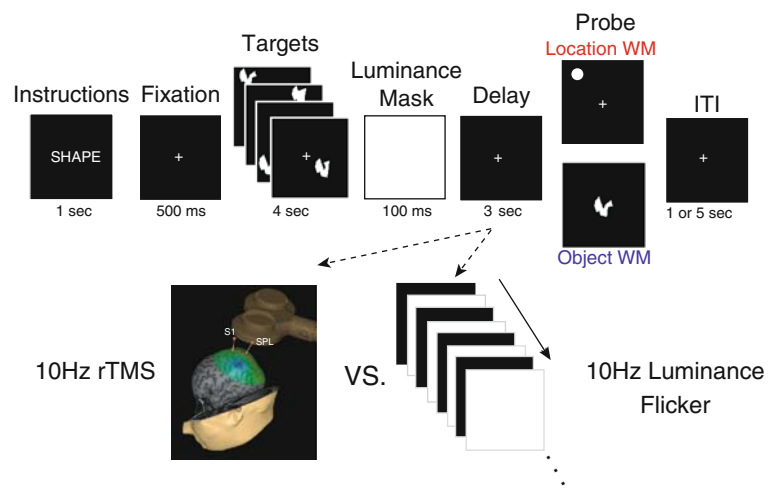 Probe
Location WM
Targets
Luminance
Mask
Instructions
Fixation
Delay
ITI
SHAPE
1 sec
500 ms
4 sec
100 ms
3 sec
1 or 5 sec
Object WM
S1
SPL
10Hz rTMS
VS.
10Hz Luminance
Flicker